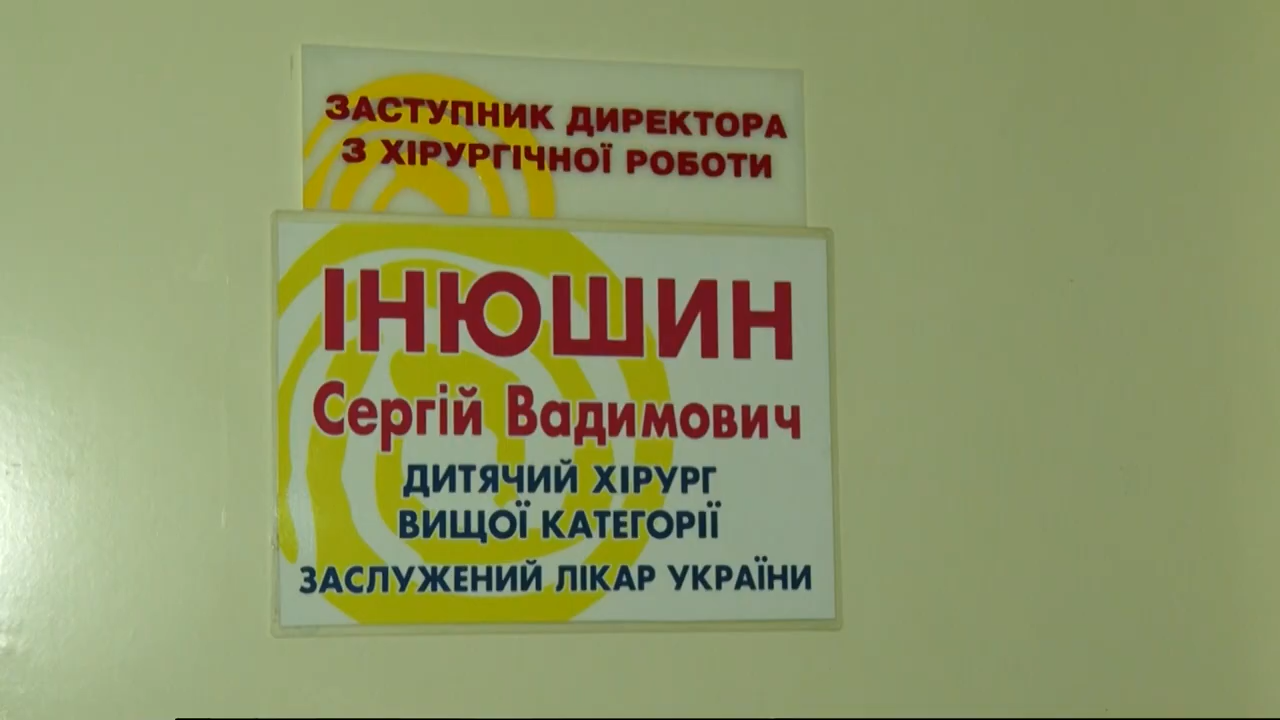 ЗАСТУПНИК ДИРЕКТОРА
З ХІРУРГІЧНОЇ РОБОТИ
ІНЮШИН
Сергій Вадимович
ДИТЯЧИЙ ХІРУРГ
ВИЩОЇ КАТЕГОРІЇ
ЗАСЛУЖЕНИЙ ЛІКАР УКРАЇНИ